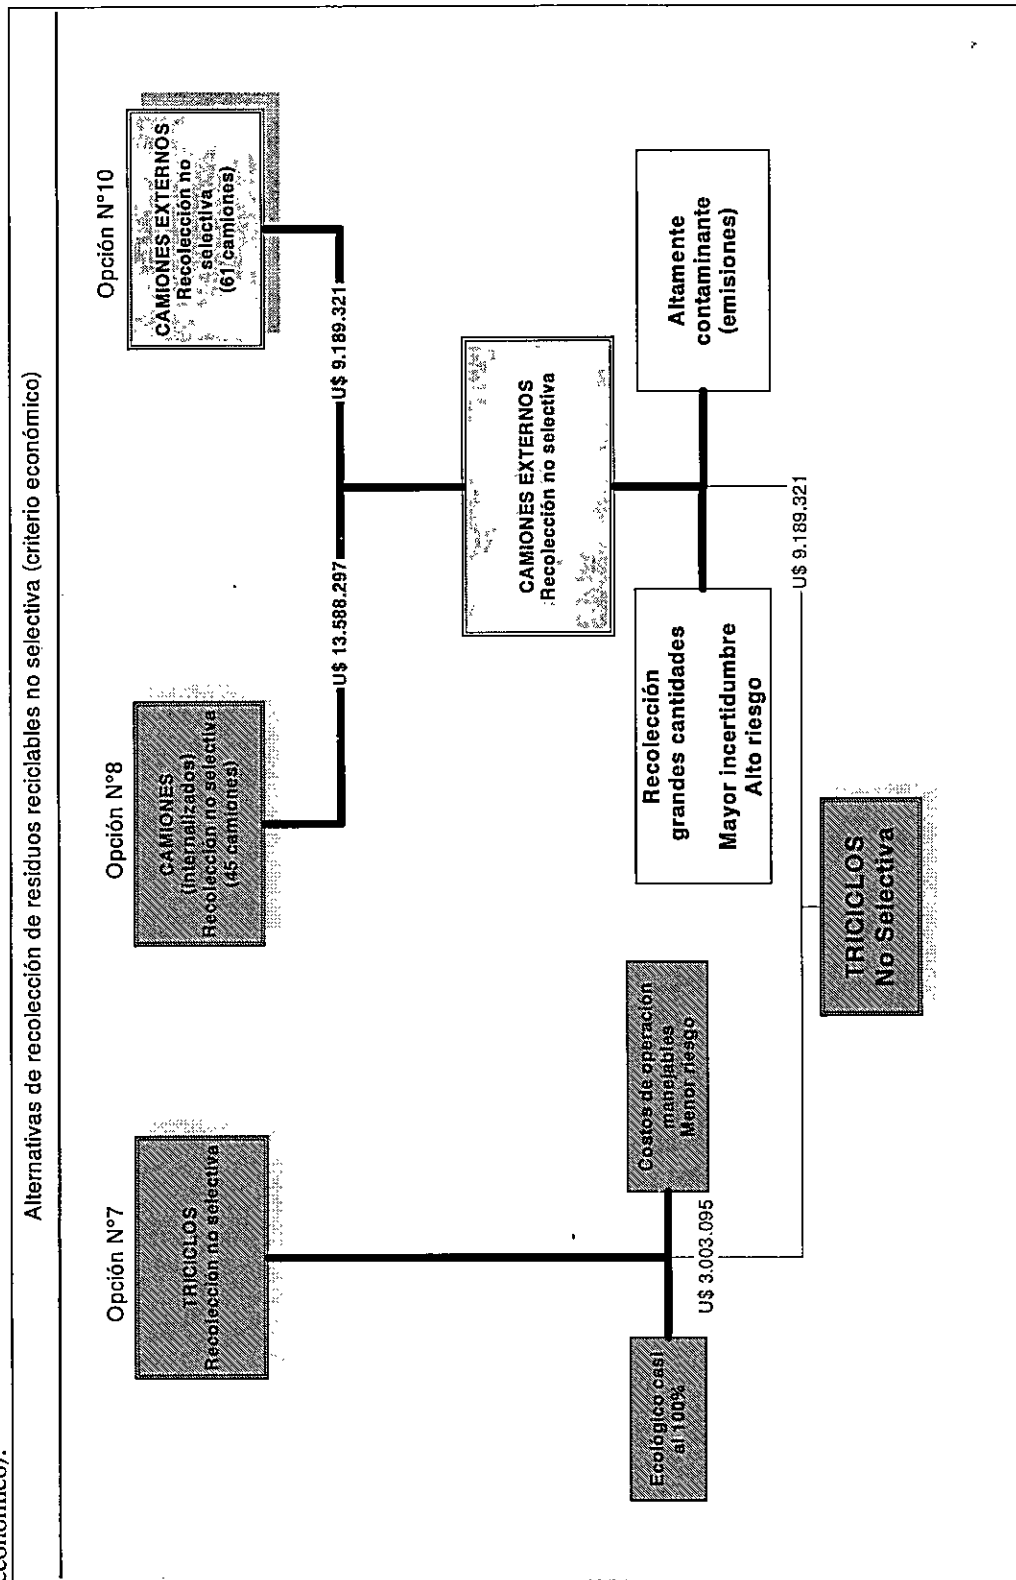 económico).
Alternativas de recolección de residuos reciclables no selectiva (criterio económico)
Opción N°7
Opción N°8
Opción N°10
TRICICLOS
Recolección no selectiva
CAMIONES
(internalizados)
Recolección no selectiva
(45 camiones)
CAMIONES EXTERNOS
Recolección no
selectiva
(61 camiones)
U$ 13.588.297
U$ 9.189.321
CAMIONES EXTERNOS
Recolección no selectiva
Ecológico casi
al 100%
Costos de operación
manejables
Menor riesgo
Recolección
grandes cantidades
Mayor incertidumbre
Alto riesgo
Altamente
contaminante
(emisiones)
U$ 3.003.095
U$ 9.189.321
TRICICLOS
No Selectiva